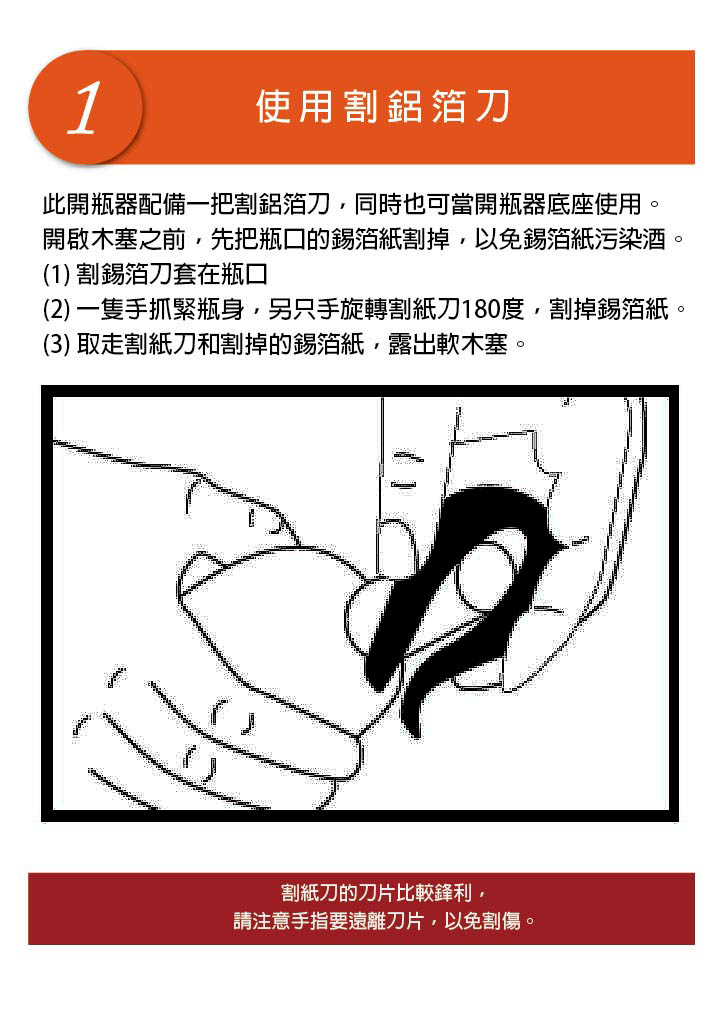 1
使用割鋁箔刀
此開瓶器配備一把割鋁箔刀，同時也可當開瓶器底座使用。
開啟木塞之前，先把瓶口的錫箔紙割掉，以免錫箔紙污染酒。
(1) 割錫箔刀套在瓶口
(2) 一隻手抓緊瓶身，另只手旋轉割紙刀180度，割掉錫箔紙。
(3) 取走割紙刀和割掉的錫箔紙，露出軟木塞。
割紙刀的刀片比較鋒利，
請注意手指要遠離刀片，以免割傷。